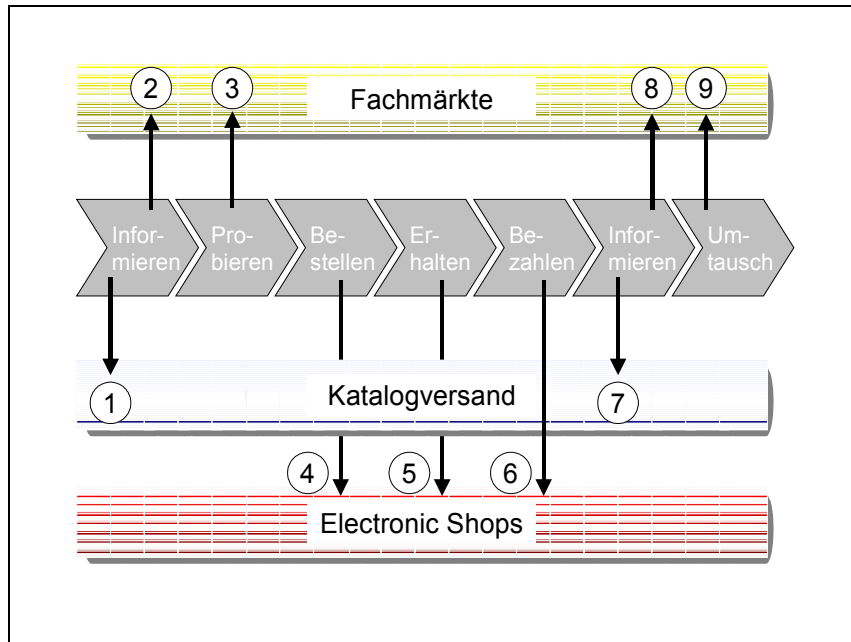 2 3 8 9
Fachmärkte
Infor-
mieren
Pro-
bieren
Be-
stellen
Er-
halten
Be-
zahlen
Infor-
mieren
Um-
tausch
1 7
Katalogversand
4 5 6
Electronic Shops